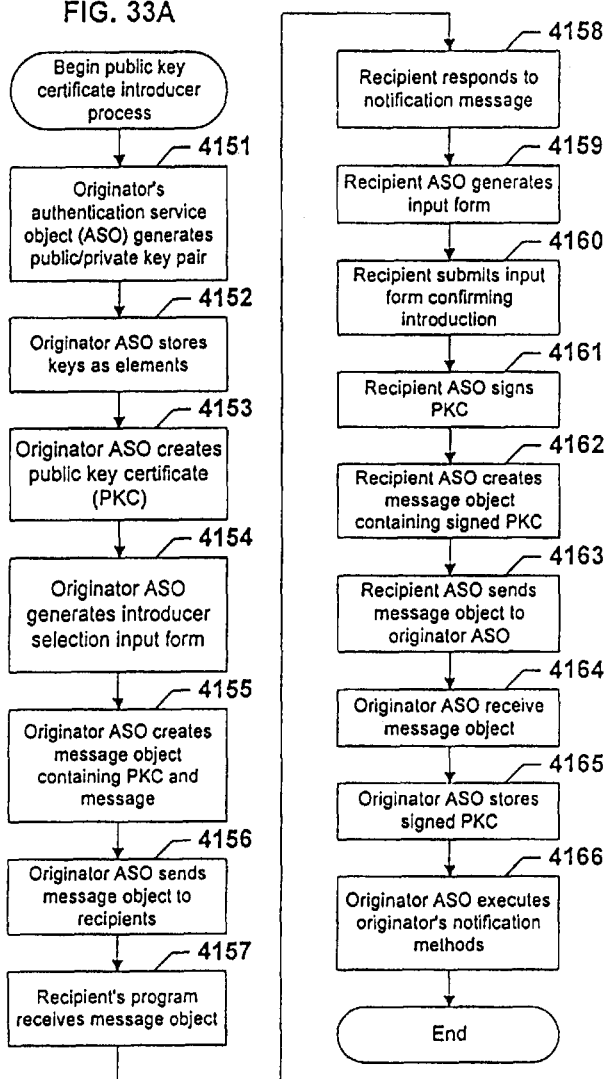 FIG. 33A
Begin public key
certificate introducer
process
4151
Originator's
authentication service
object (ASO) generates
public/private key pair
4152
Originator ASO stores
keys as elements
4153
Originator ASO creates
public key certificate
(PKC)
4154
Originator ASO
generates introducer
selection input form
4155
Originator ASO creates
message object
containing PKC and
message
4156
Originator ASO sends
message object to
recipients
4157
Recipient's program
receives message object
4158
Recipient responds to
notification message
4159
Recipient ASO generates
input form
4160
Recipient submits input
form confirming
introduction
4161
Recipient ASO signs
PKC
4162
Recipient ASO creates
message object
containing signed PKC
4163
Recipient ASO sends
message object to
originator ASO
4164
Originator ASO receive
message object
4165
Originator ASO stores
signed PKC
4166
Originator ASO executes
originator's notification
methods
End